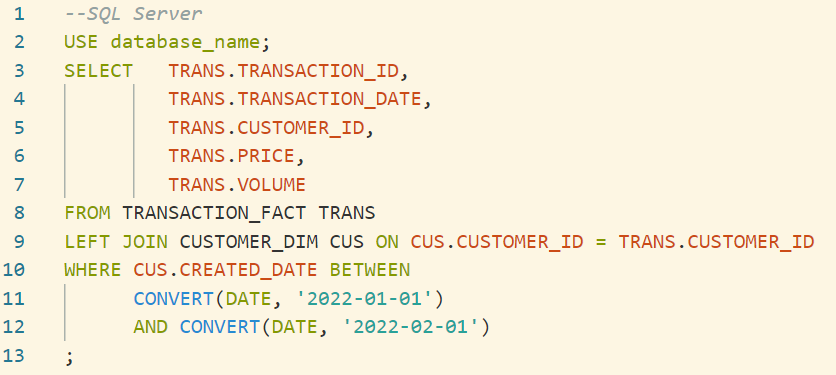 1 --SQL Server
2 USE database_name;
3 SELECT TRANS.TRANSACTION_ID,
4 TRANS.TRANSACTION_DATE,
5 TRANS.CUSTOMER_ID,
6 TRANS.PRICE,
7 TRANS.VOLUME
8 FROM TRANSACTION_FACT TRANS
9 LEFT JOIN CUSTOMER_DIM CUS ON CUS.CUSTOMER_ID = TRANS.CUSTOMER_ID
10 WHERE CUS.CREATED_DATE BETWEEN
11 CONVERT(DATE, '2022-01-01')
12 AND CONVERT(DATE, '2022-02-01')
13 ;